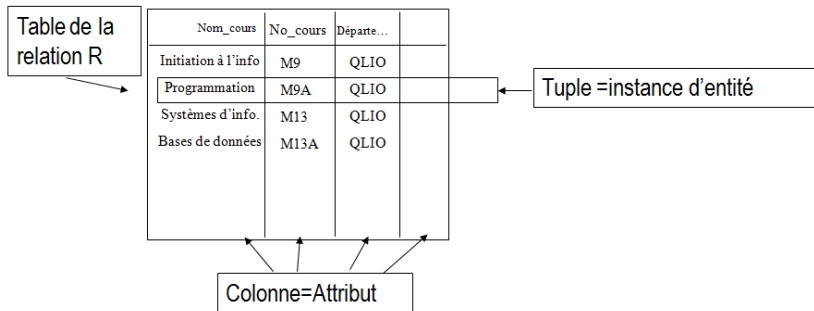 Table de la
relation R
Nom_cours No_cours Départe...
Initiation à l'info M9 QLIO
Programmation M9A QLIO
Tuple =instance d'entité
Systèmes d'info. M13 QLIO
Bases de données M13A QLIO
Colonne=Attribut